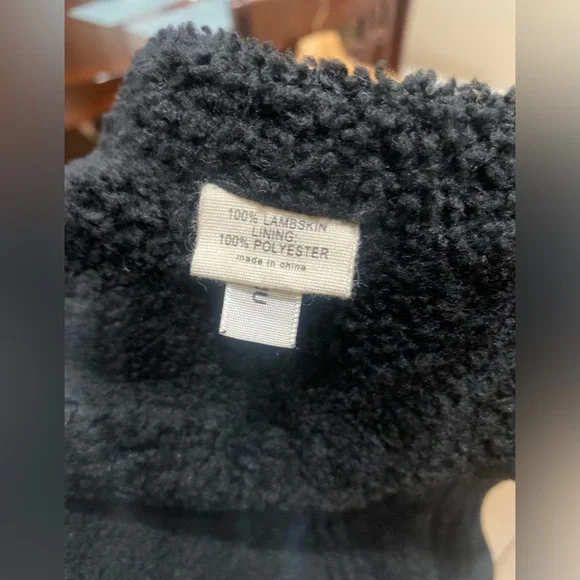 100% LAMBSKIN
LINING:
100% POLYESTER
made in china